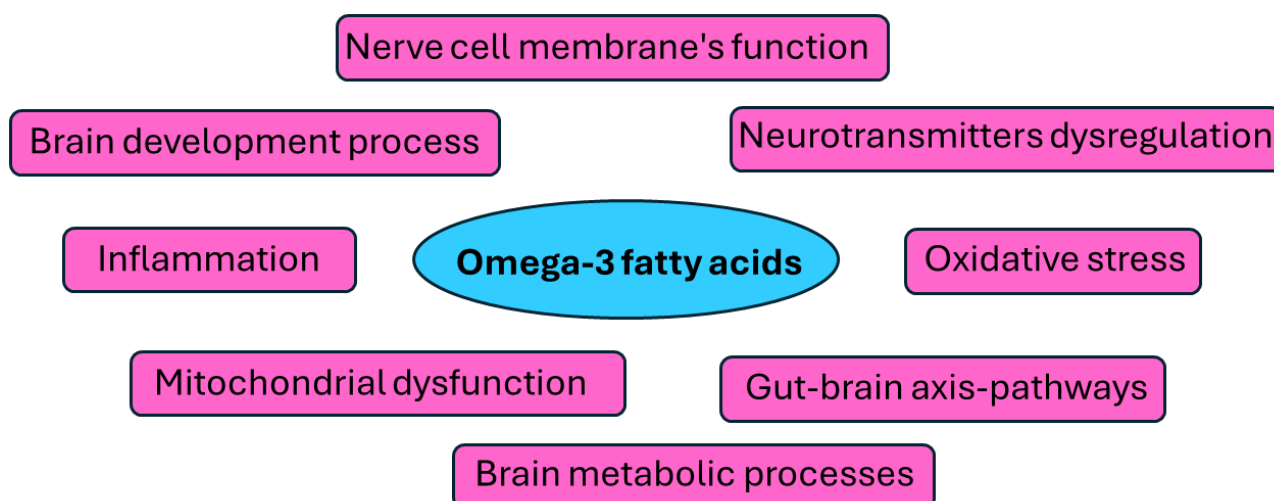 Nerve cell membrane's function
Brain development process
Neurotransmitters dysregulation
Inflammation
Omega-3 fatty acids
Oxidative stress
Mitochondrial dysfunction
Gut-brain axis-pathways
Brain metabolic processes